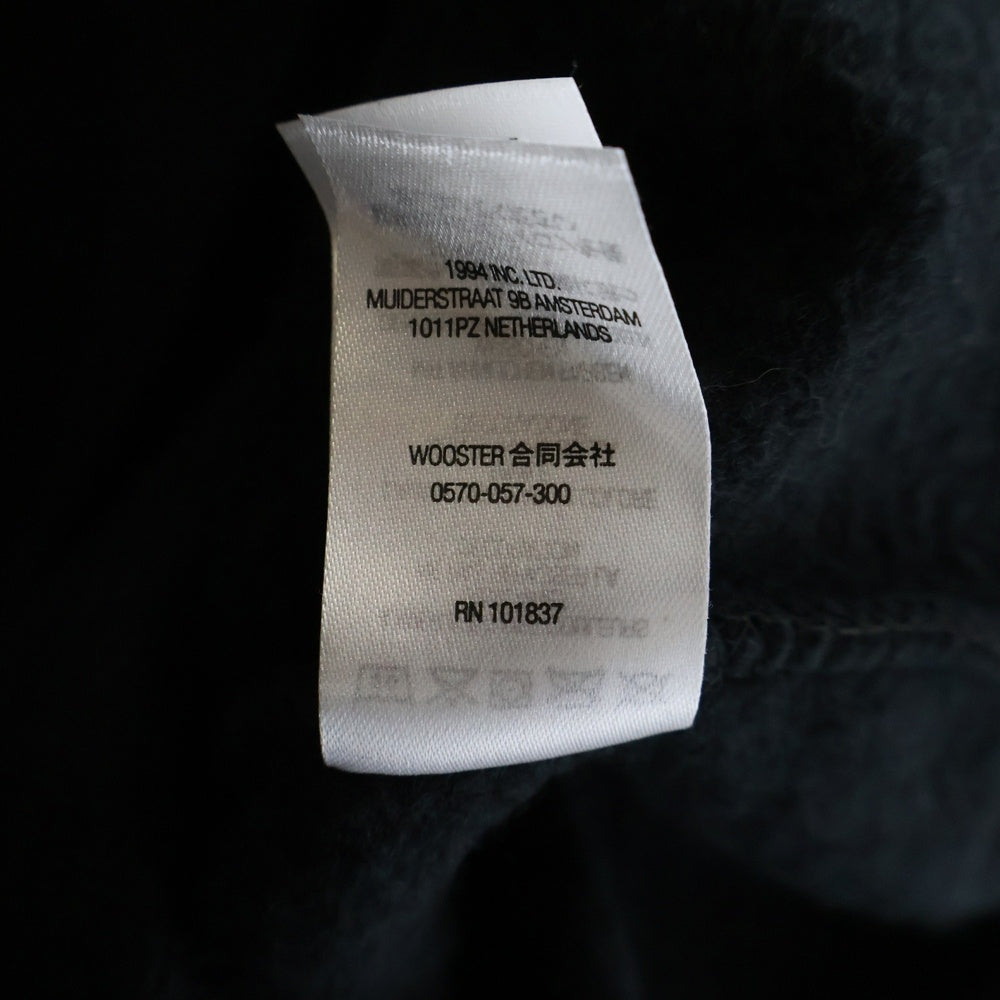 1994 INC. LTD.
MUIDERSTRAAT 9B AMSTERDAM
1011PZ NETHERLANDS
WOOSTER 合同会社
0570-057-300
RN 101837